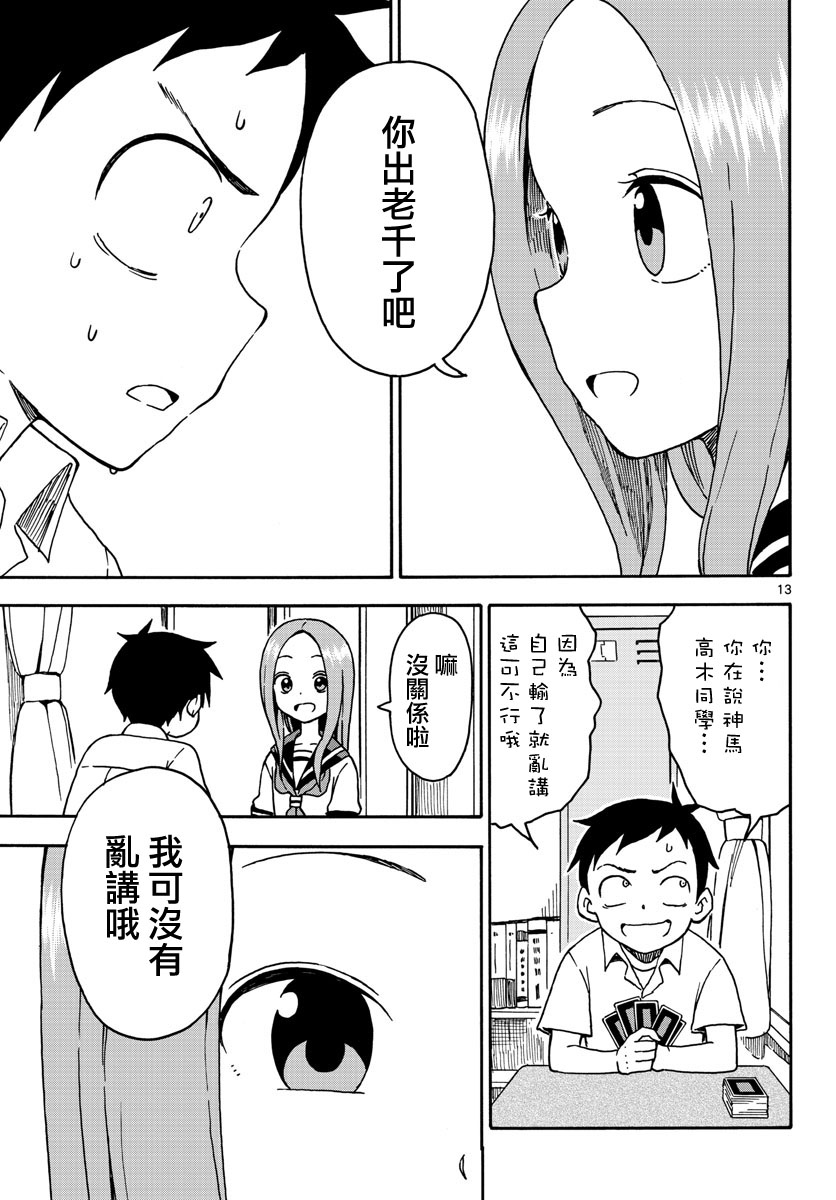 你出老千了吧
13
你…
你在說神馬
高木同學…
因為
自己輸了就亂講
這可不行哦
嘛
沒關係啦
我可沒有
亂講哦